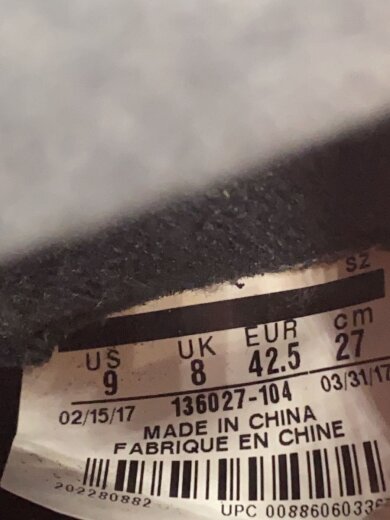 SZ
US UK EUR cm
9 8 42.5 27
02/15/17 136027-104 03/31/17
MADE IN CHINA
FABRIQUE EN CHINE
202280882
UPC 0088606033